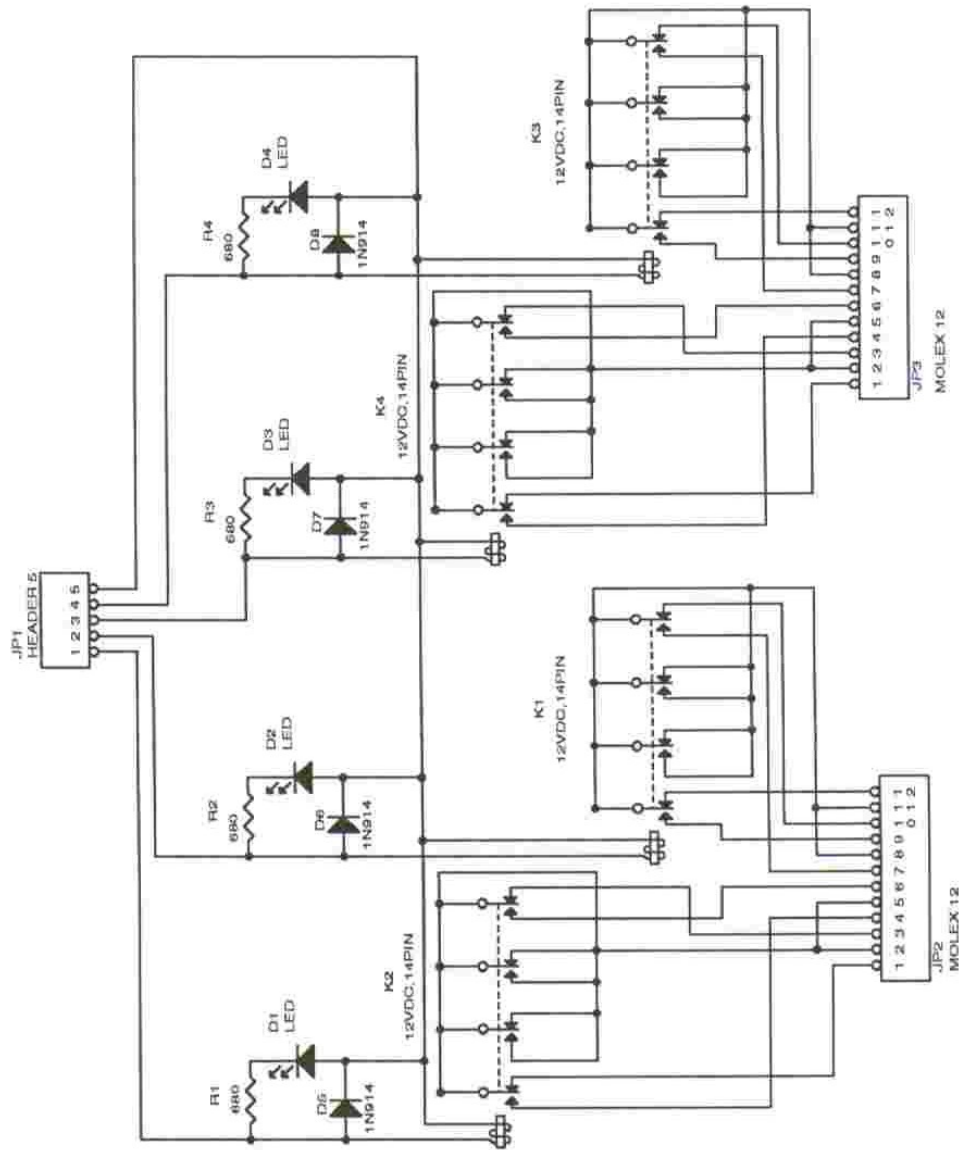 JP1
HEADER 5
1 2 3 4 5
R1
680
D1
LED
D5
1N914
R2
680
D2
LED
D6
1N914
R3
680
D3
LED
D7
1N914
R4
680
D4
LED
D8
1N914
K2
12VDC,14PIN
K1
12VDC,14PIN
K4
12VDC,14PIN
K3
12VDC,14PIN
1 2 3 4 5 6 7 8 9 1 1 1
0 1 2
JP2
MOLEX 12
1 2 3 4 5 6 7 8 9 1 1 1
0 1 2
JP3
MOLEX 12